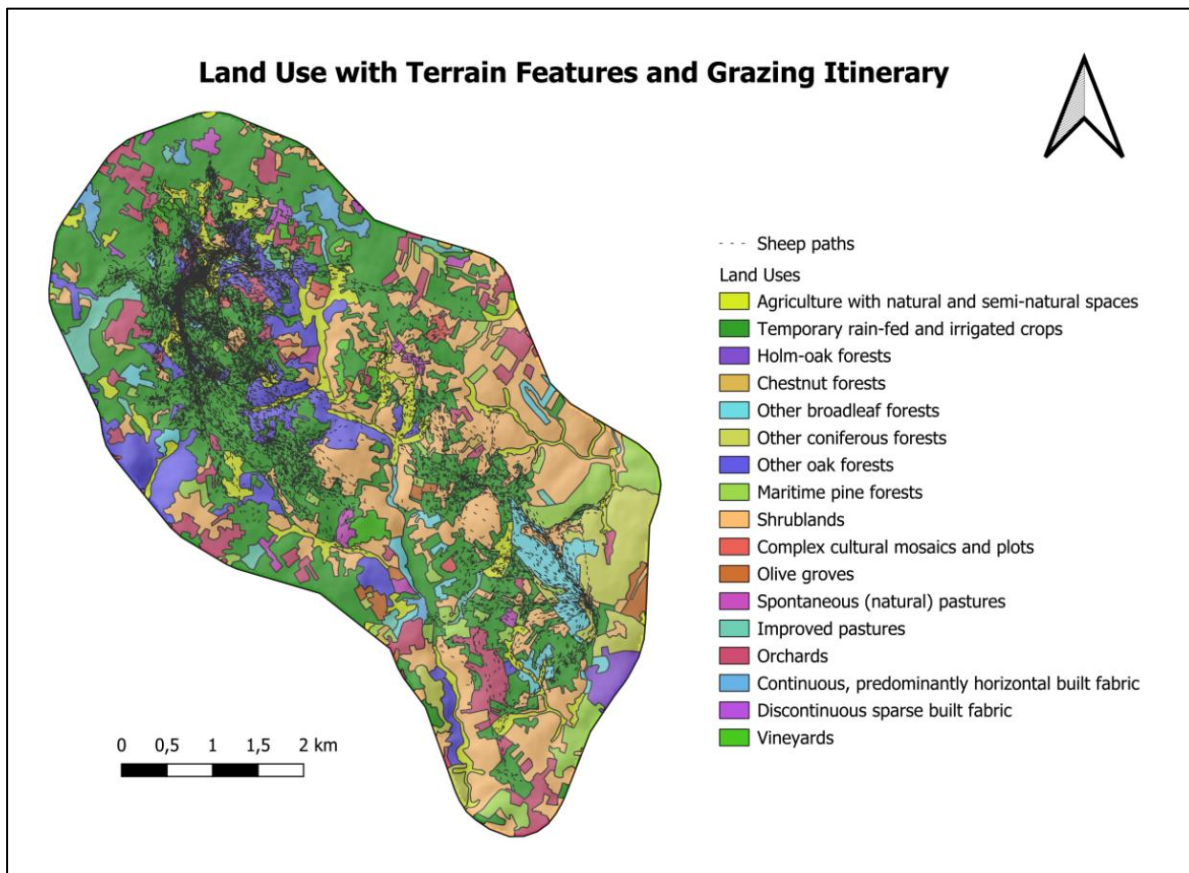 Land Use with Terrain Features and Grazing Itinerary
Sheep paths
Land Uses
Agriculture with natural and semi-natural spaces
Temporary rain-fed and irrigated crops
Holm-oak forests
Chestnut forests
Other broadleaf forests
Other coniferous forests
Other oak forests
Maritime pine forests
Shrublands
Complex cultural mosaics and plots
Olive groves
Spontaneous (natural) pastures
Improved pastures
Orchards
Continuous, predominantly horizontal built fabric
Discontinuous sparse built fabric
Vineyards
0 0,5 1 1,5 2 km